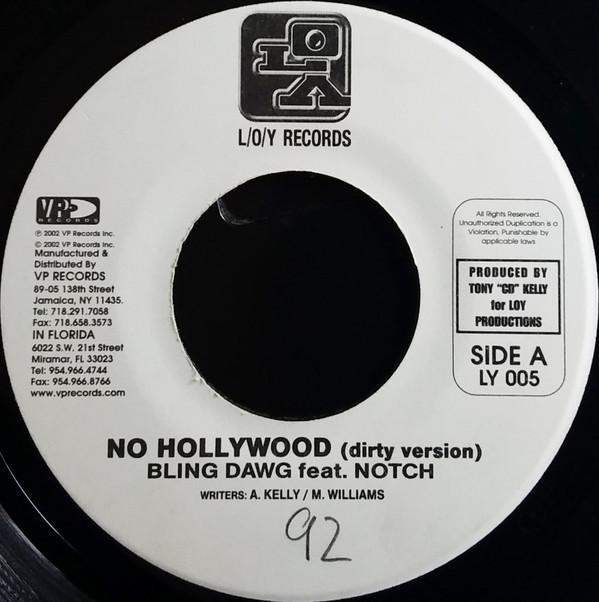 L/O/Y RECORDS
VP
RECORDS
℗ 2002 VP Records Inc.
© 2002 VP Records Inc.
Manufactured &
Distributed By
VP RECORDS
89-05 138th Street
Jamaica, NY 11435.
Tel: 718.291.7058
Fax: 718.658.3573
IN FLORIDA
6022 S.W. 21st Street
Miramar, FL 33023
Tel: 954.966.4744
Fax: 954.966.8766
www.vprecords.com
All Rights Reserved.
Unauthorized Duplication is a
Violation, Punishable by
applicable laws
PRODUCED BY
TONY "CD" KELLY
for LOY
PRODUCTIONS
SiDE A
LY 005
NO HOLLYWOOD (dirty version)
BLING DAWG feat. NOTCH
WRITERS: A. KELLY / M. WILLIAMS
92